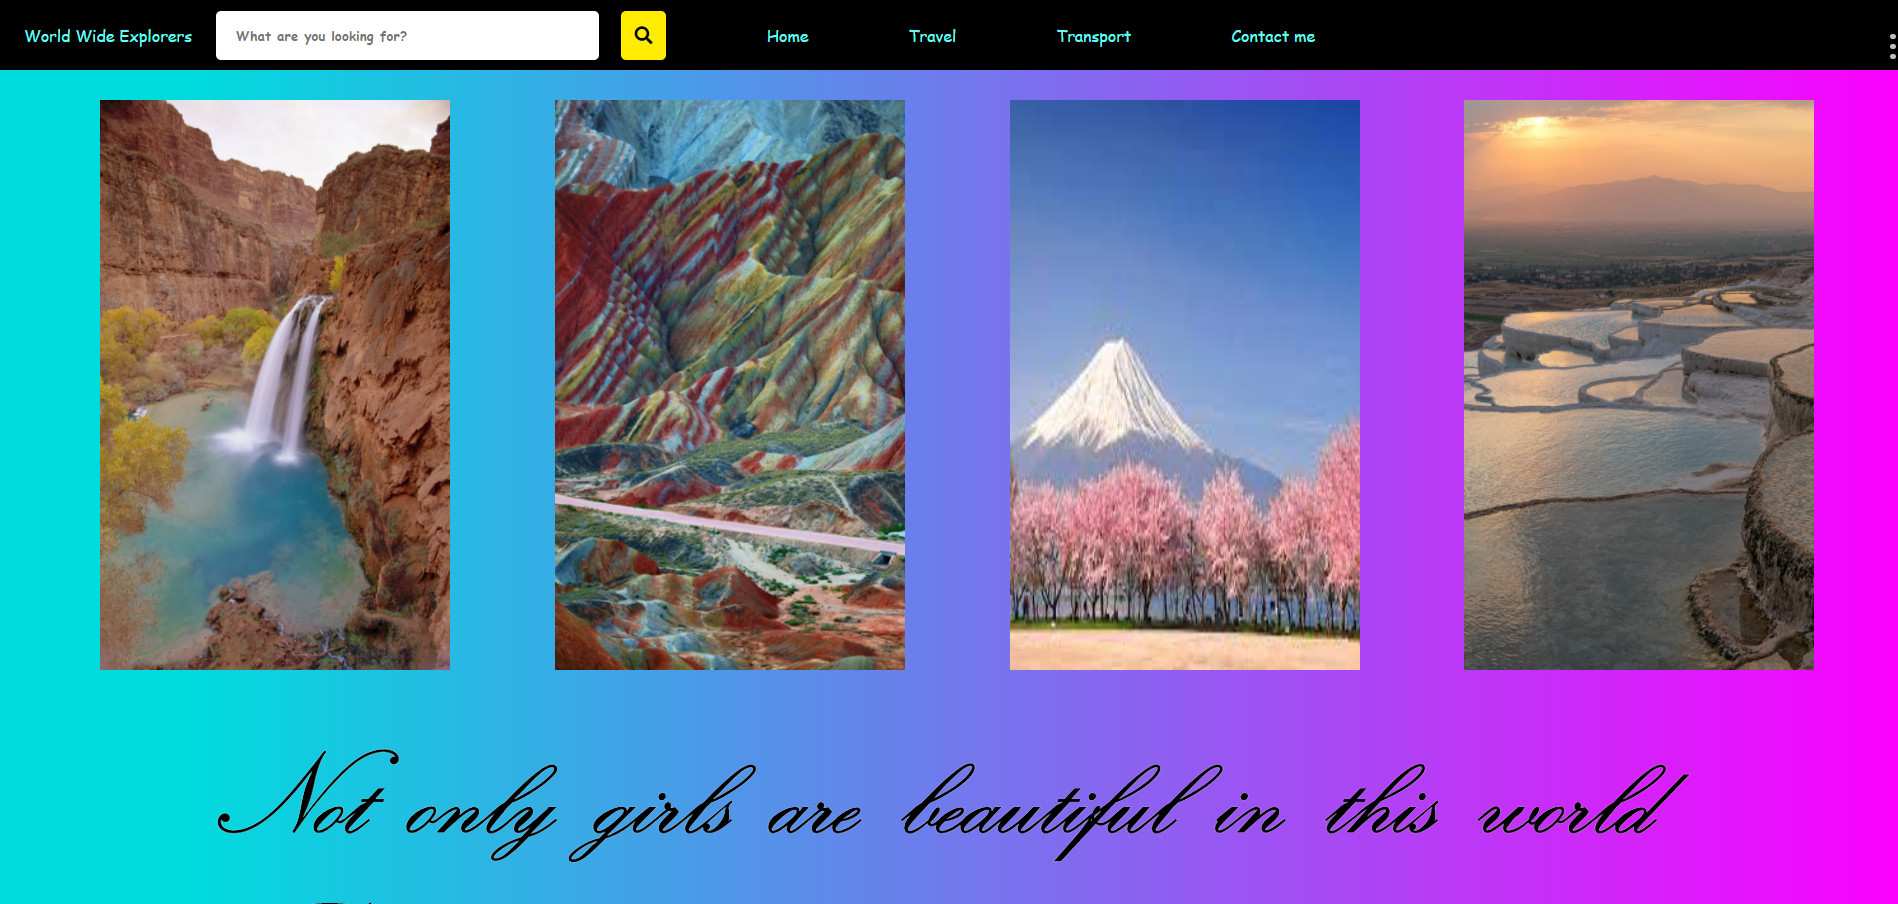 World Wide Explorers
What are you looking for?
Home
Travel
Transport
Contact me
Not only girls are beautiful in this world